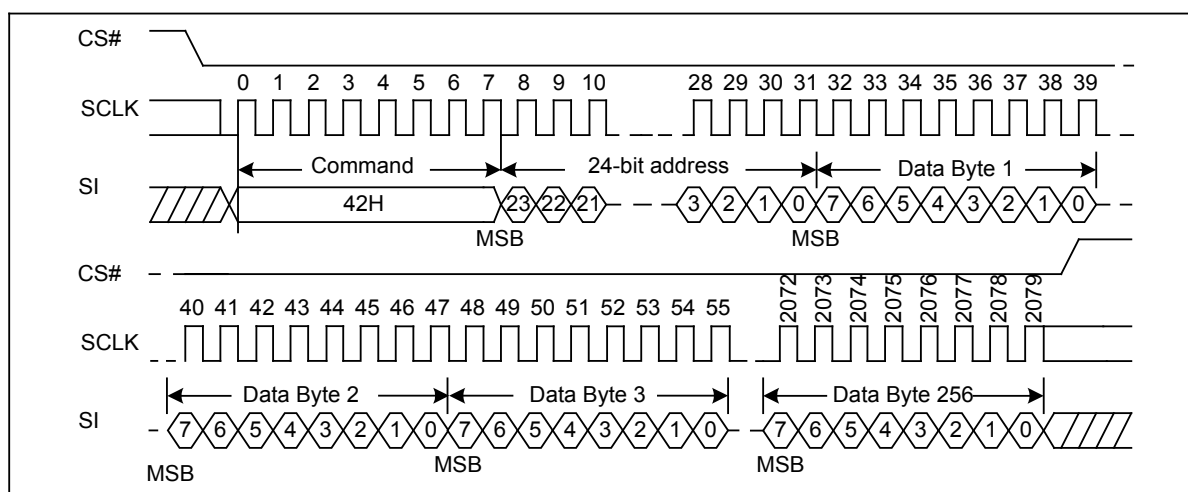 CS#
0 1 2 3 4 5 6 7 8 9 10 28 29 30 31 32 33 34 35 36 37 38 39
SCLK
Command 24-bit address Data Byte 1
SI
42H 23 22 21 3 2 1 0 7 6 5 4 3 2 1 0
MSB MSB
CS#
40 41 42 43 44 45 46 47 48 49 50 51 52 53 54 55 2072 2073 2074 2075 2076 2077 2078 2079
SCLK
Data Byte 2 Data Byte 3 Data Byte 256
SI
7 6 5 4 3 2 1 0 7 6 5 4 3 2 1 0 7 6 5 4 3 2 1 0
MSB MSB MSB